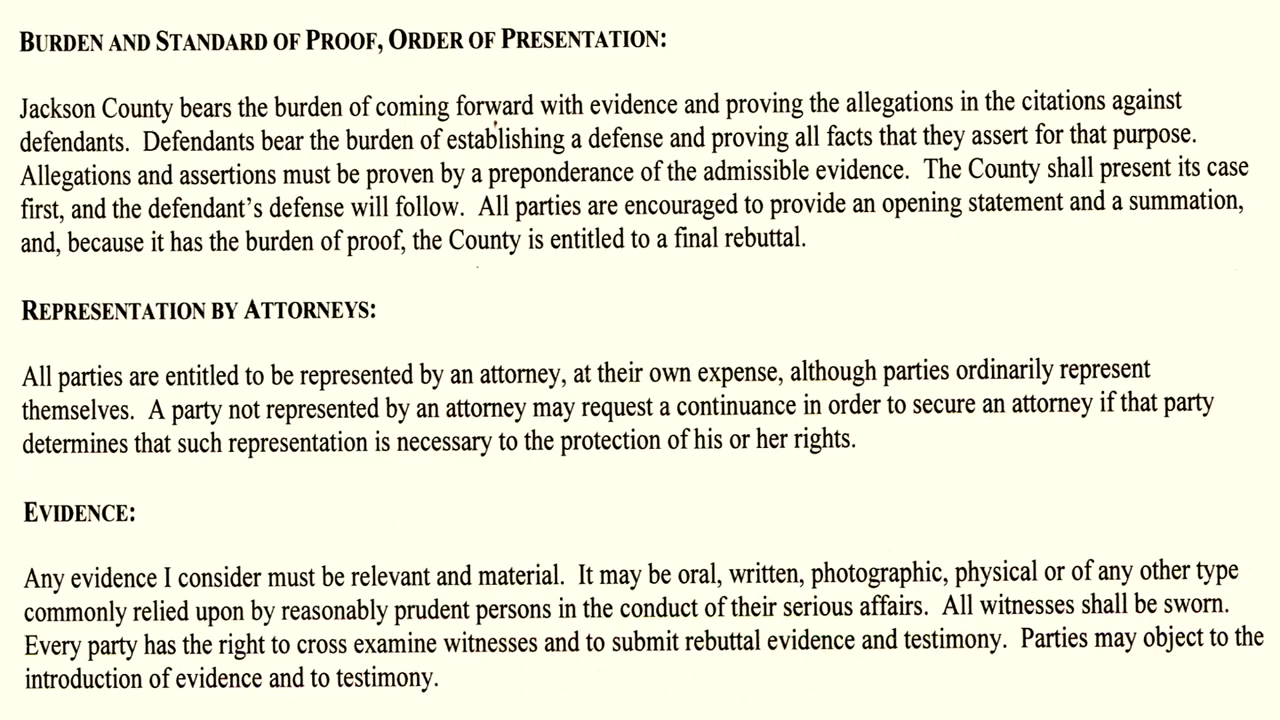 BURDEN AND STANDARD OF PROOF, ORDER OF PRESENTATION:
Jackson County bears the burden of coming forward with evidence and proving the allegations in the citations against
defendants. Defendants bear the burden of establishing a defense and proving all facts that they assert for that purpose.
Allegations and assertions must be proven by a preponderance of the admissible evidence. The County shall present its case
first, and the defendant's defense will follow. All parties are encouraged to provide an opening statement and a summation,
and, because it has the burden of proof, the County is entitled to a final rebuttal.
REPRESENTATION BY ATTORNEYS:
All parties are entitled to be represented by an attorney, at their own expense, although parties ordinarily represent
themselves. A party not represented by an attorney may request a continuance in order to secure an attorney if that party
determines that such representation is necessary to the protection of his or her rights.
EVIDENCE:
Any evidence I consider must be relevant and material. It may be oral, written, photographic, physical or of any other type
commonly relied upon by reasonably prudent persons in the conduct of their serious affairs. All witnesses shall be sworn.
Every party has the right to cross examine witnesses and to submit rebuttal evidence and testimony. Parties may object to the
introduction of evidence and to testimony.